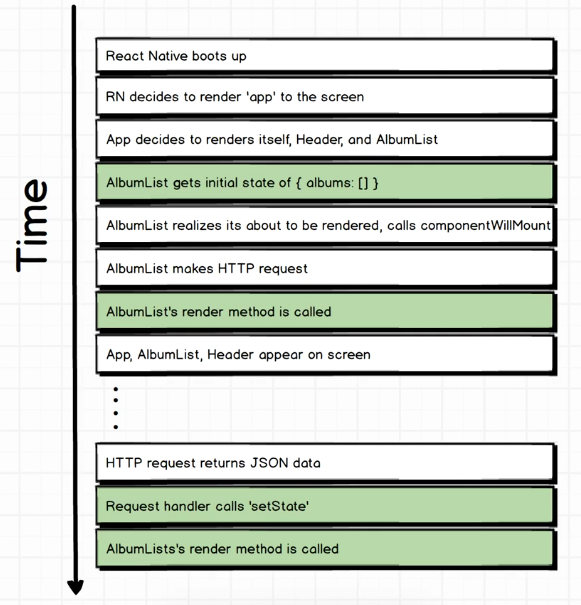 Time
React Native boots up
RN decides to render 'app' to the screen
App decides to renders itself, Header, and AlbumList
AlbumList gets initial state of { albums: [] }
AlbumList realizes its about to be rendered, calls componentWillMount
AlbumList makes HTTP request
AlbumList's render method is called
App, AlbumList, Header appear on screen
HTTP request returns JSON data
Request handler calls 'setState'
AlbumLists's render method is called